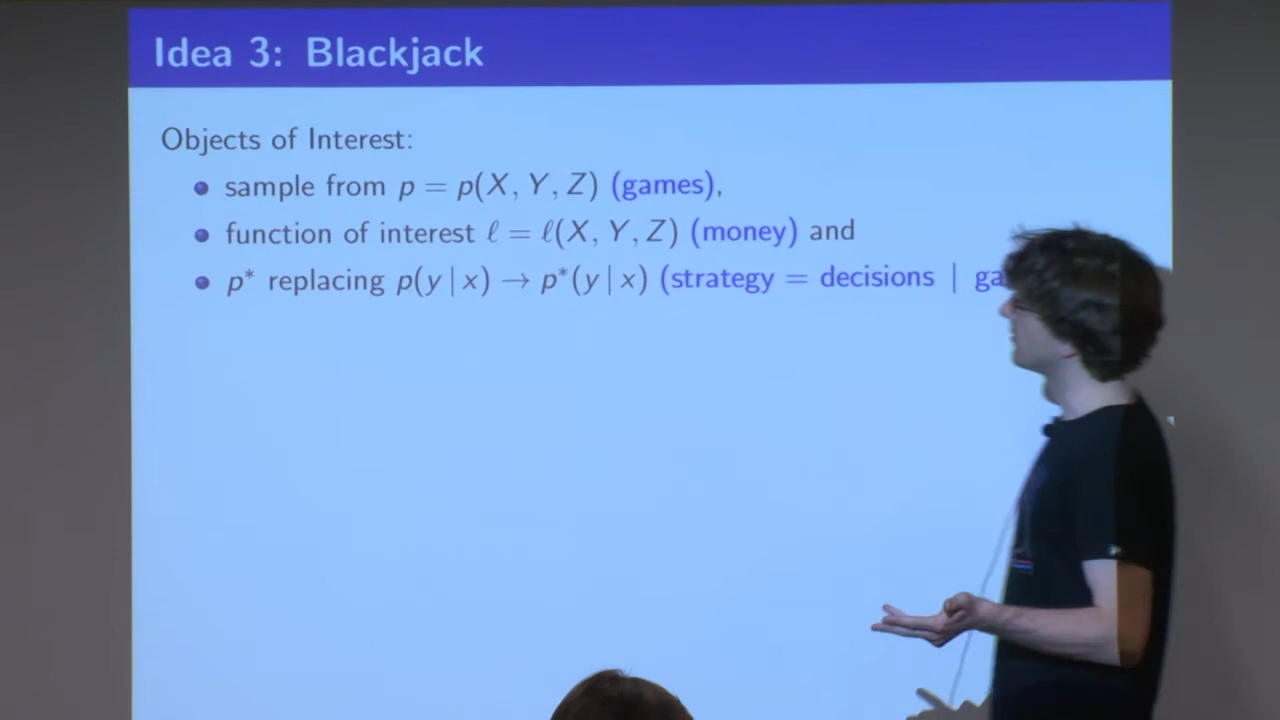 Idea 3: Blackjack
Objects of Interest:
sample from p = p(X, Y, Z) (games),
function of interest ℓ = ℓ(X, Y, Z) (money) and
p* replacing p(y | x) → p*(y | x) (strategy = decisions |